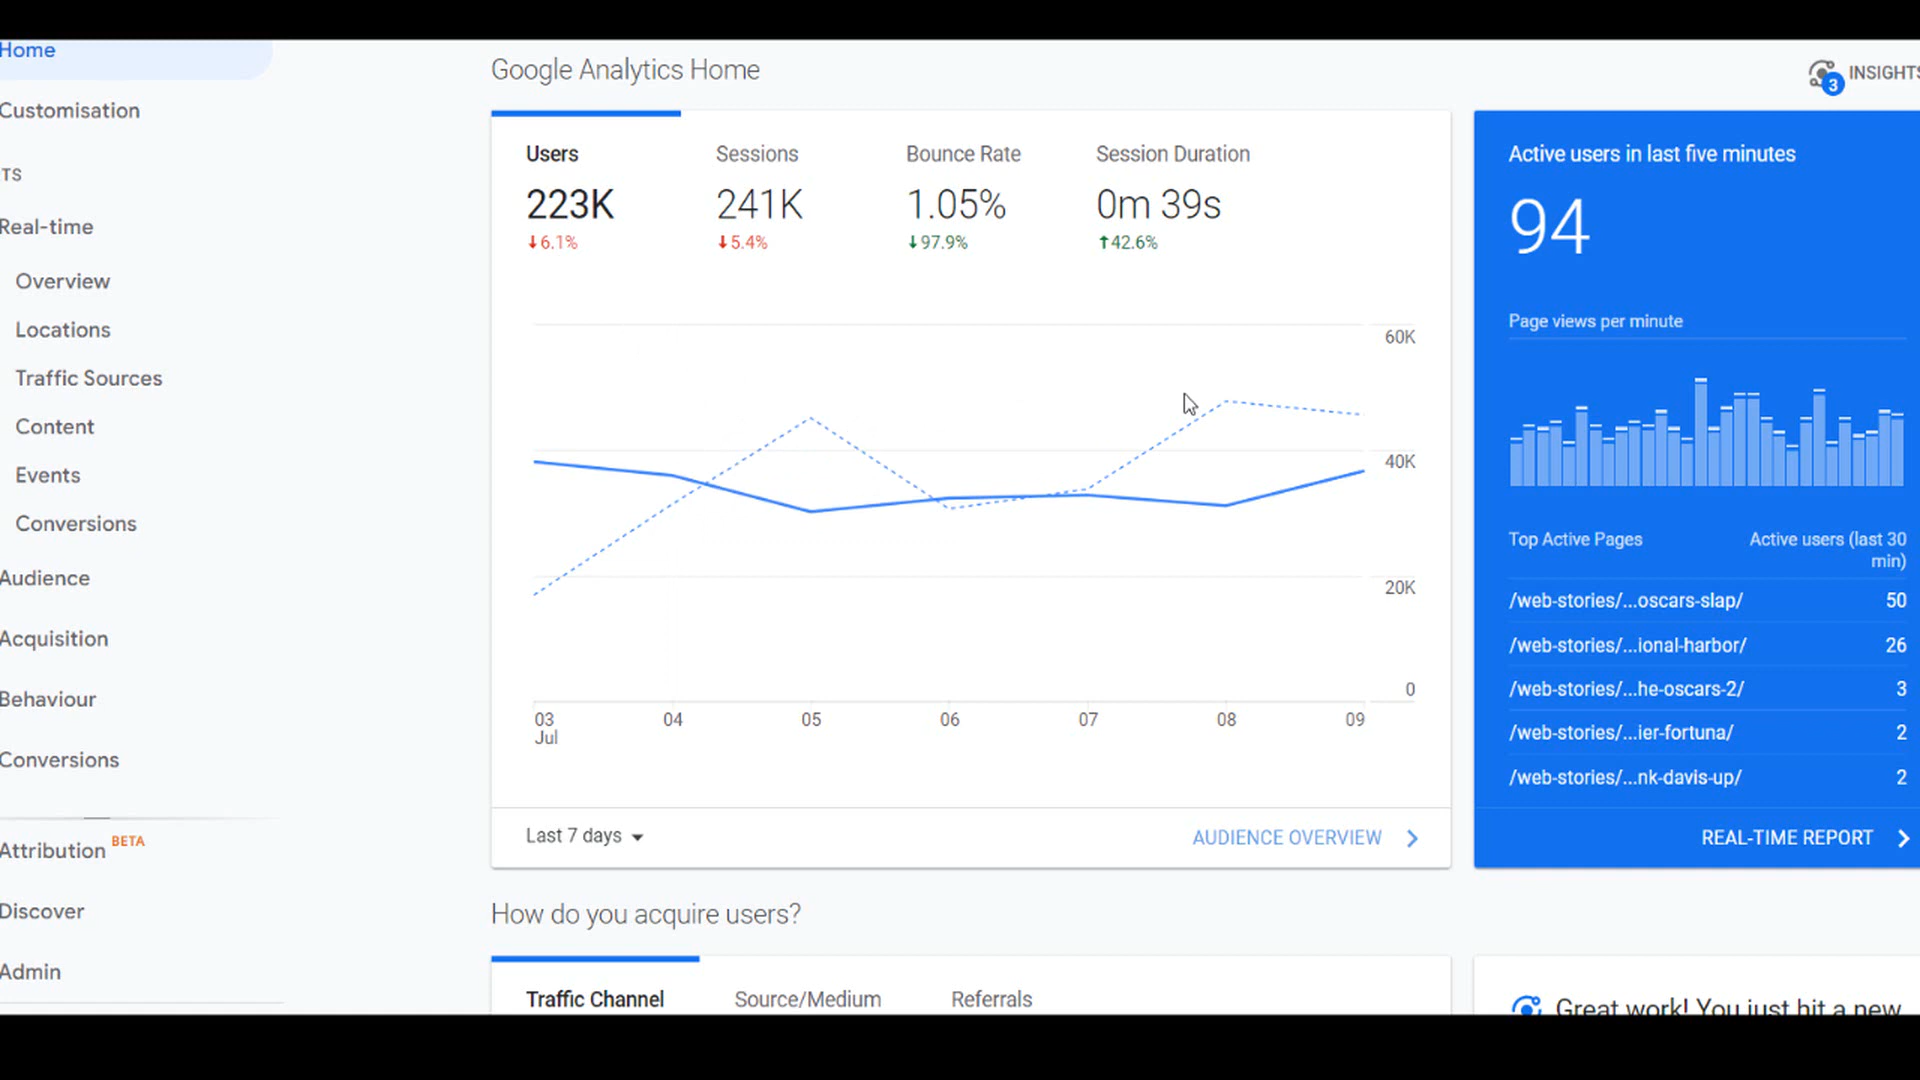 Home
Customisation
TS
Real-time
Overview
Locations
Traffic Sources
Content
Events
Conversions
Audience
Acquisition
Behaviour
Conversions
Attribution BETA
Discover
Admin
Google Analytics Home
3 INSIGHTS
Users Sessions Bounce Rate Session Duration
223K 241K 1.05% 0m 39s
↓6.1% ↓5.4% ↓97.9% ↑42.6%
60K
40K
20K
0
03 04 05 06 07 08 09
Jul
Last 7 days
AUDIENCE OVERVIEW
Active users in last five minutes
94
Page views per minute
Top Active Pages Active users (last 30
min)
/web-stories/...oscars-slap/ 50
/web-stories/...ional-harbor/ 26
/web-stories/...he-oscars-2/ 3
/web-stories/...ier-fortuna/ 2
/web-stories/...nk-davis-up/ 2
REAL-TIME REPORT
How do you acquire users?
Traffic Channel Source/Medium Referrals
Great work! You just hit a new